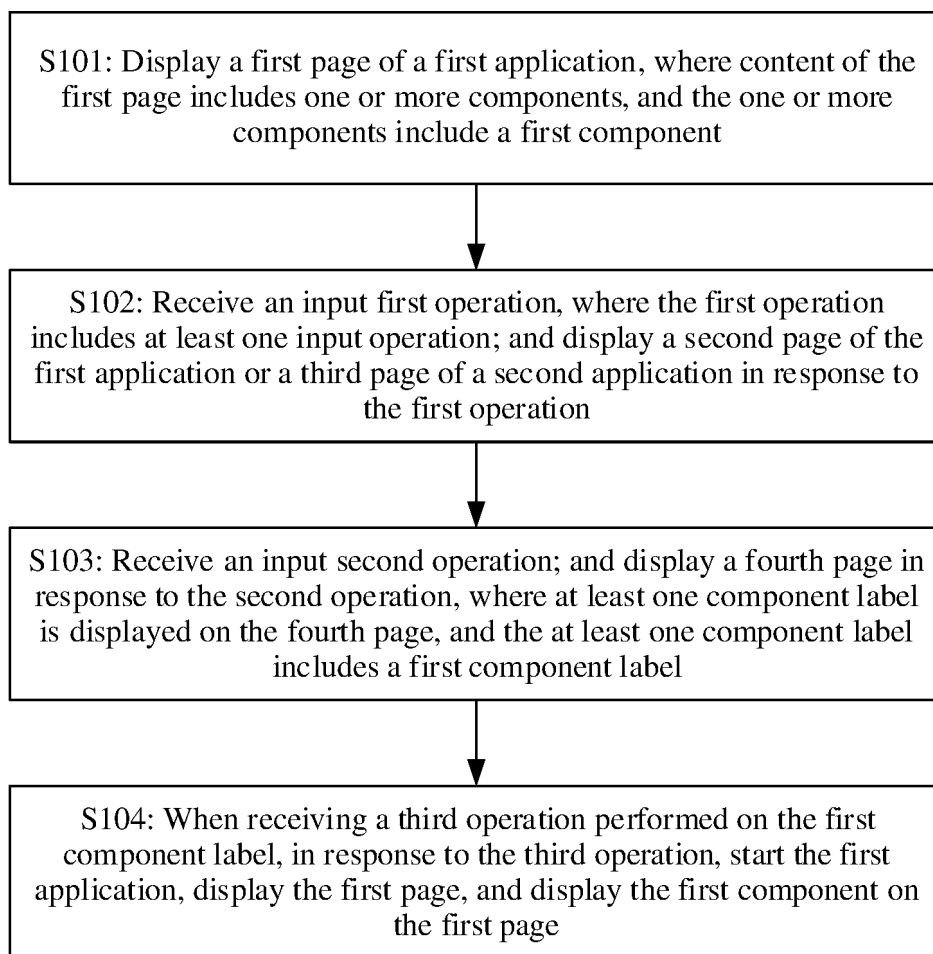 S101: Display a first page of a first application, where content of the
first page includes one or more components, and the one or more
components include a first component
S102: Receive an input first operation, where the first operation
includes at least one input operation; and display a second page of the
first application or a third page of a second application in response to
the first operation
S103: Receive an input second operation; and display a fourth page in
response to the second operation, where at least one component label
is displayed on the fourth page, and the at least one component label
includes a first component label
S104: When receiving a third operation performed on the first
component label, in response to the third operation, start the first
application, display the first page, and display the first component on
the first page